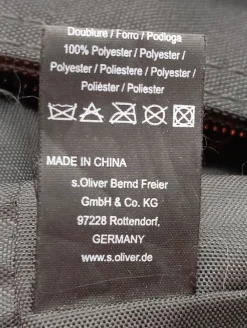 Doublure / Forro / Podloga
100% Polyester / Polyester /
Polyester / Poliestere / Polyester /
Poliéster / Poliester
MADE IN CHINA
s.Oliver Bernd Freier
GmbH & Co. KG
97228 Rottendorf,
GERMANY
www.s.oliver.de